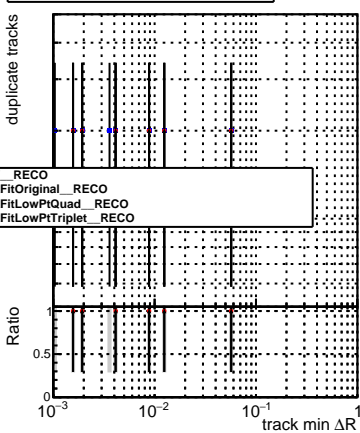 duplicate tracks
__RECO
FitOriginal__RECO
FitLowPtQuad__RECO
FitLowPtTriplet__RECO
Ratio
1
0.5
0
10⁻³ 10⁻² 10⁻¹ 1
track min ΔR